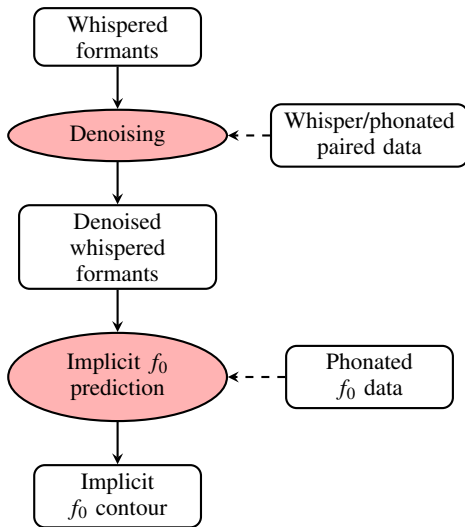 Whispered
formants
Denoising
Whisper/phonated
paired data
Denoised
whispered
formants
Implicit f₀
prediction
Phonated
f₀ data
Implicit
f₀ contour